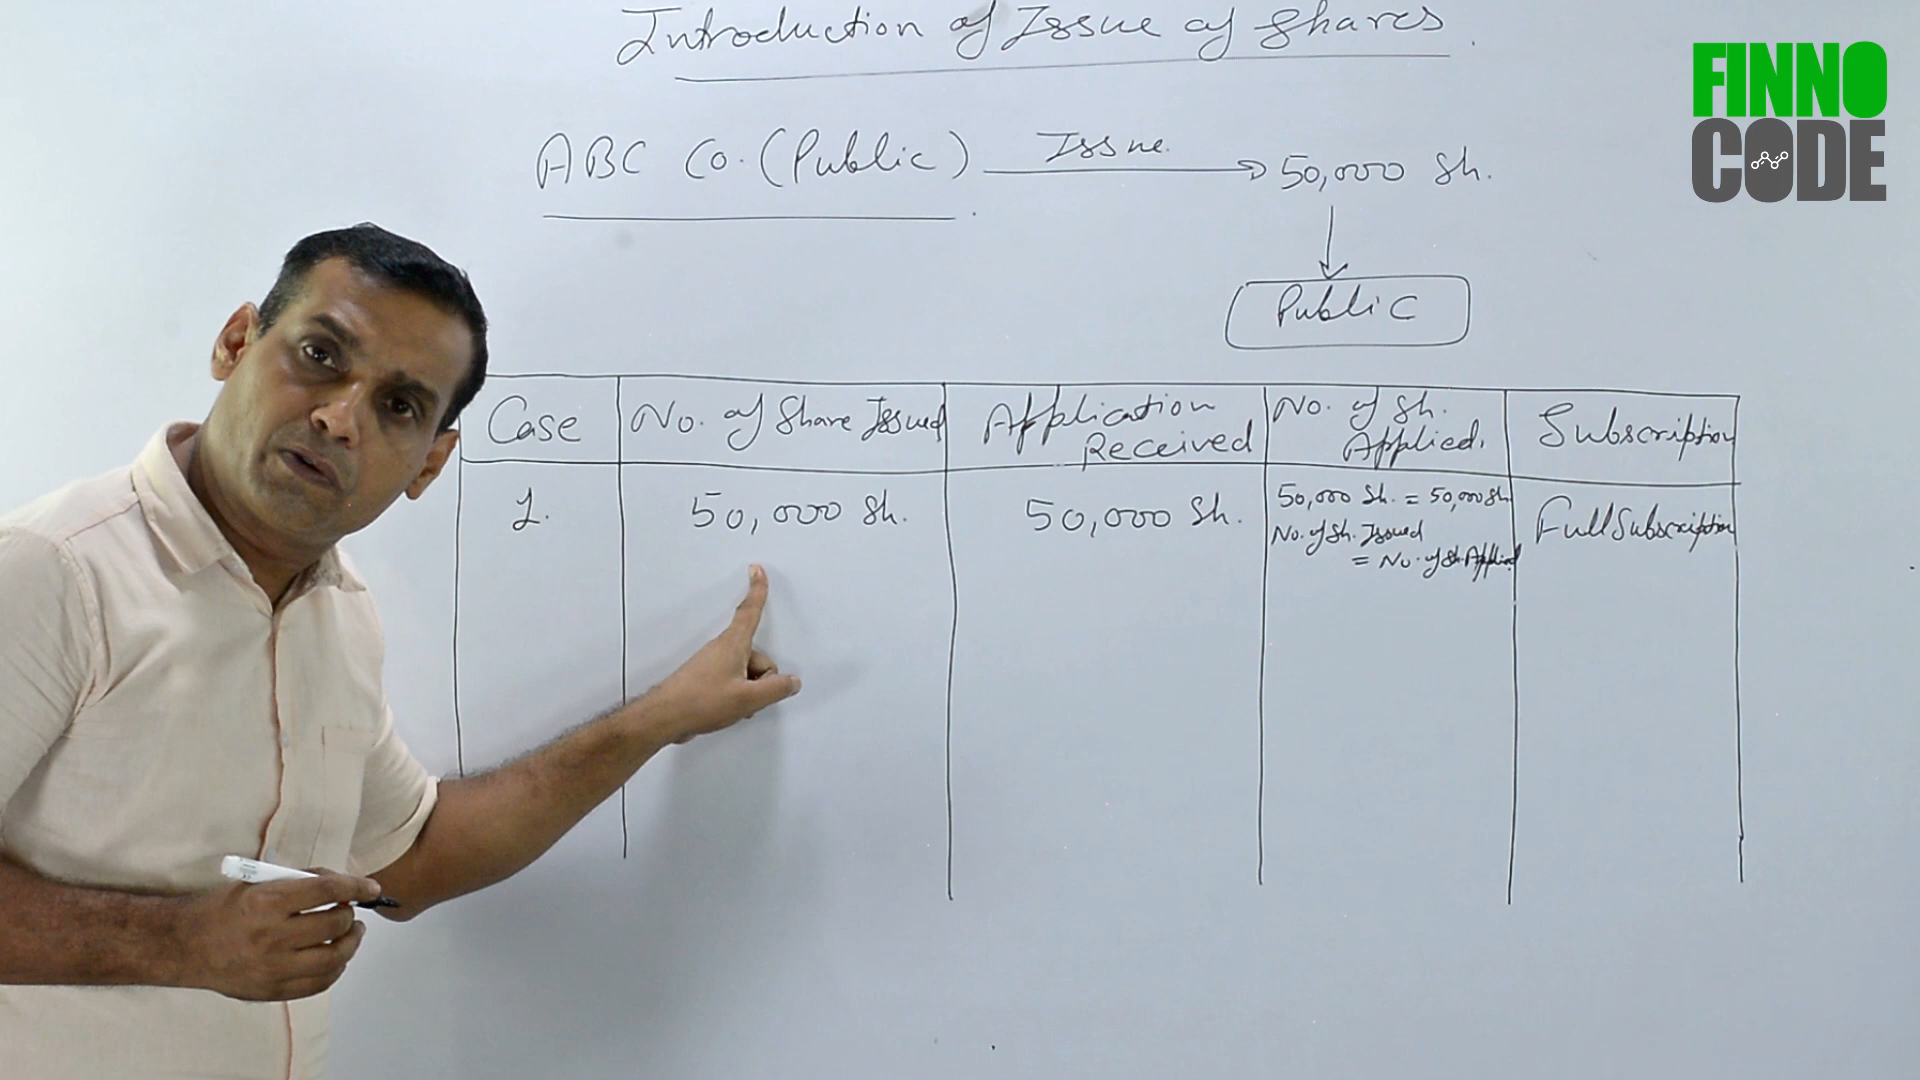 Introduction of Issue of Shares.
FINNO
CODE
ABC Co. (Public) Issue. 50,000 Sh.
Public
Case
No. of Share Issued
Application
Received
No. of Sh.
Applied.
Subscription
1.
50,000 Sh.
50,000 Sh.
50,000 Sh. = 50,000 Sh
No. of Sh. Issued
= No. of Sh. Applied
Full Subscription